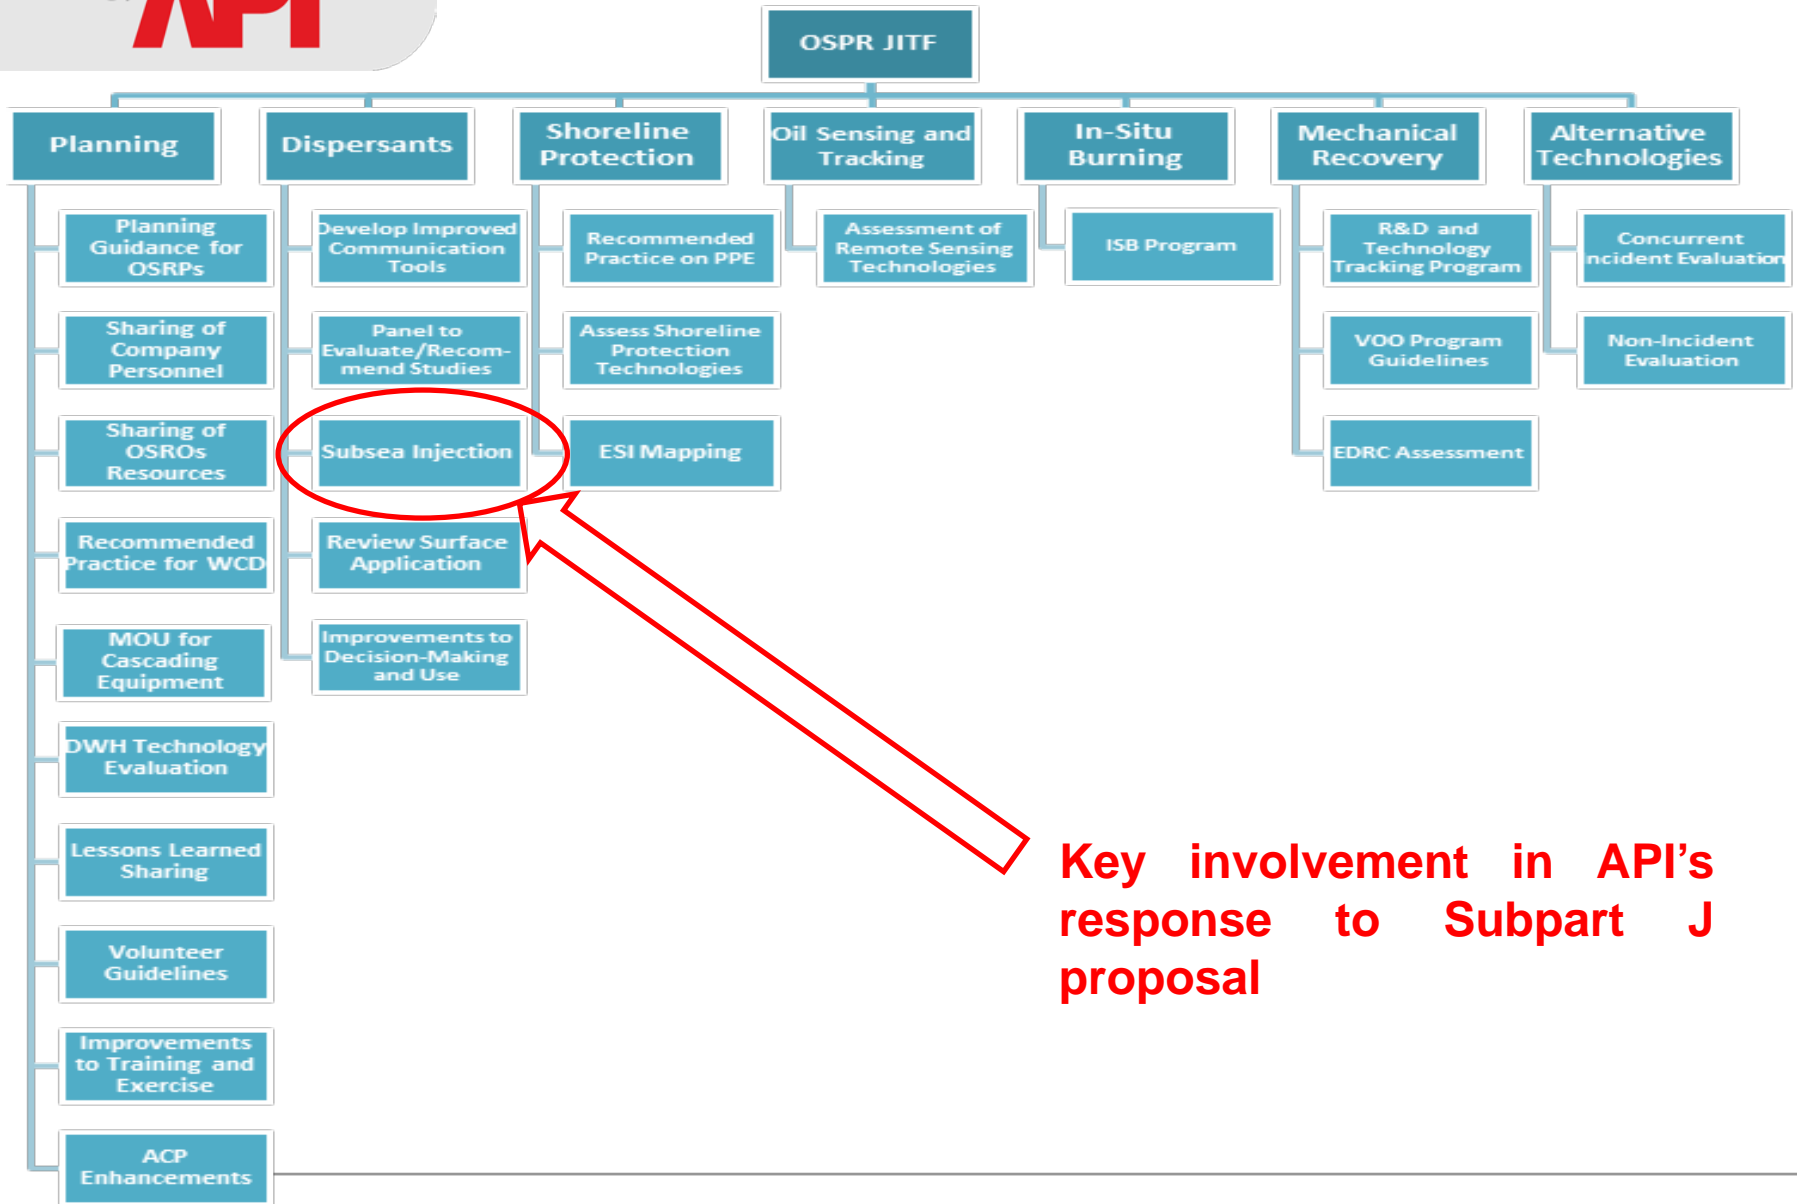 API
OSPR JITF
Planning
Dispersants
Shoreline
Protection
Oil Sensing and
Tracking
In-Situ
Burning
Mechanical
Recovery
Alternative
Technologies
Planning
Guidance for
OSRPs
Sharing of
Company
Personnel
Sharing of
OSROs
Resources
Recommended
Practice for WCD
MOU for
Cascading
Equipment
DWH Technology
Evaluation
Lessons Learned
Sharing
Volunteer
Guidelines
Improvements
to Training and
Exercise
ACP
Enhancements
Develop Improved
Communication
Tools
Panel to
Evaluate/Recom-
mend Studies
Subsea Injection
Review Surface
Application
Improvements to
Decision-Making
and Use
Recommended
Practice on PPE
Assess Shoreline
Protection
Technologies
ESI Mapping
Assessment of
Remote Sensing
Technologies
ISB Program
R&D and
Technology
Tracking Program
VOO Program
Guidelines
EDRC Assessment
Concurrent
Incident Evaluation
Non-Incident
Evaluation
Key involvement in API’s
response to Subpart J
proposal